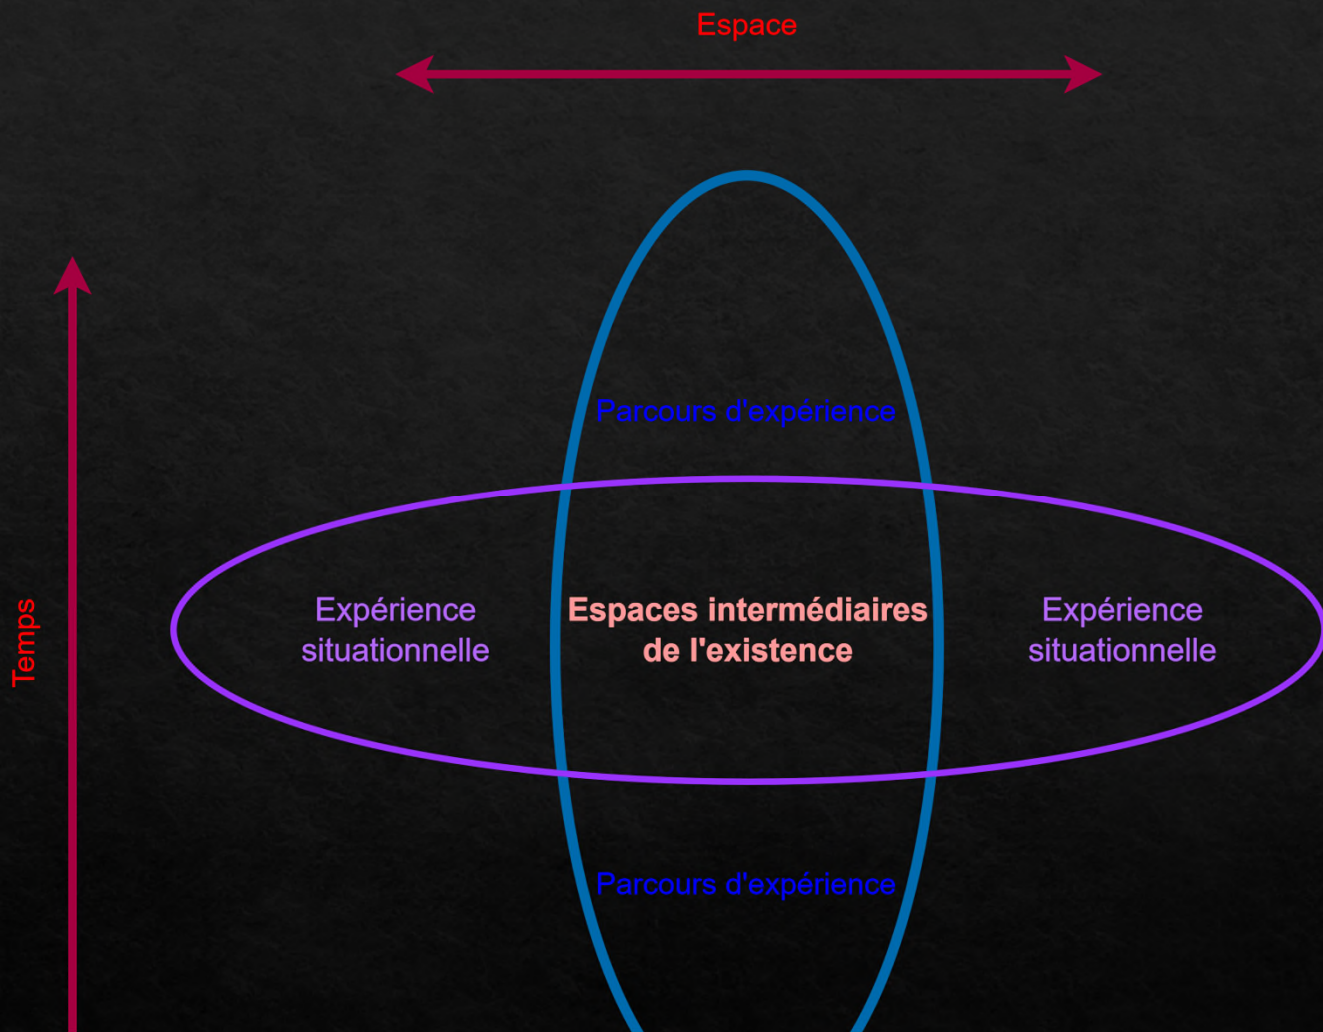 Espace
Parcours d'expérience
Temps
Expérience
situationnelle
Espaces intermédiaires
de l'existence
Expérience
situationnelle
Parcours d'expérience